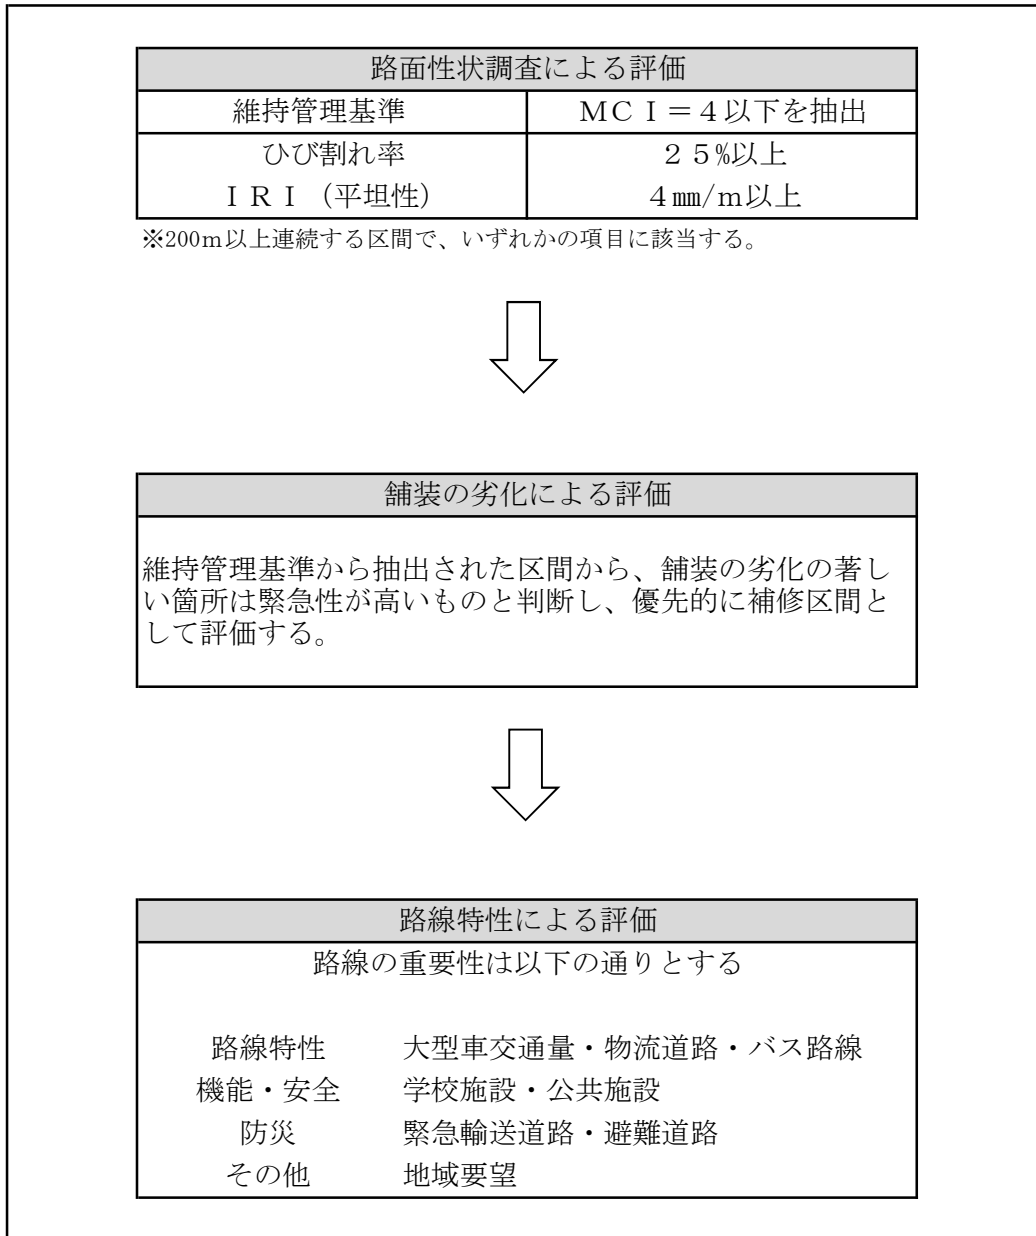 路面性状調査による評価
維持管理基準 ＭＣＩ＝４以下を抽出
ひび割れ率 ２５%以上
ＩＲＩ（平坦性） ４㎜/ｍ以上
※200ｍ以上連続する区間で、いずれかの項目に該当する。
舗装の劣化による評価
維持管理基準から抽出された区間から、舗装の劣化の著し
い箇所は緊急性が高いものと判断し、優先的に補修区間と
して評価する。
路線特性による評価
路線の重要性は以下の通りとする
路線特性 大型車交通量・物流道路・バス路線
機能・安全 学校施設・公共施設
防災 緊急輸送道路・避難道路
その他 地域要望